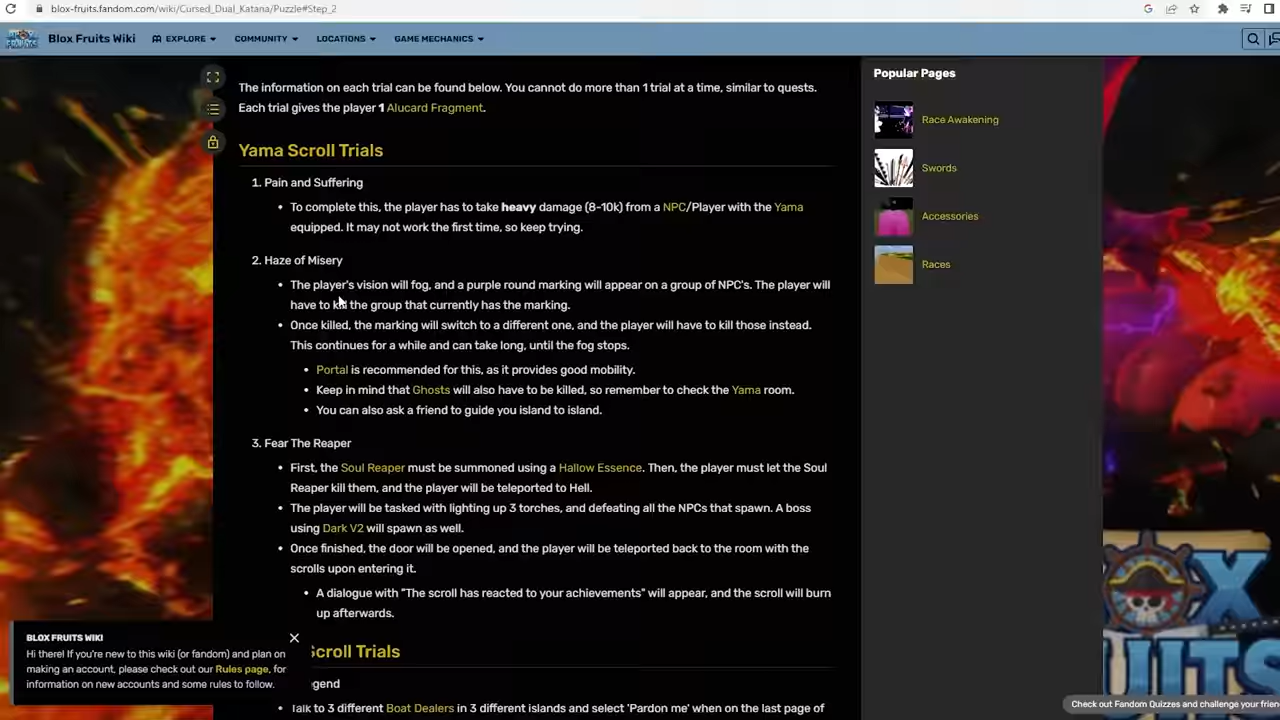 blox-fruits.fandom.com/wiki/Cursed_Dual_Katana/Puzzle#Step_2
Blox Fruits Wiki
EXPLORE
COMMUNITY
LOCATIONS
GAME MECHANICS
The information on each trial can be found below. You cannot do more than 1 trial at a time, similar to quests.
Each trial gives the player 1 Alucard Fragment.
Yama Scroll Trials
1. Pain and Suffering
• To complete this, the player has to take heavy damage (8-10k) from a NPC/Player with the Yama
equipped. It may not work the first time, so keep trying.
2. Haze of Misery
• The player's vision will fog, and a purple round marking will appear on a group of NPC's. The player will
have to kill the group that currently has the marking.
• Once killed, the marking will switch to a different one, and the player will have to kill those instead.
This continues for a while and can take long, until the fog stops.
• Portal is recommended for this, as it provides good mobility.
• Keep in mind that Ghosts will also have to be killed, so remember to check the Yama room.
• You can also ask a friend to guide you island to island.
3. Fear The Reaper
• First, the Soul Reaper must be summoned using a Hallow Essence. Then, the player must let the Soul
Reaper kill them, and the player will be teleported to Hell.
• The player will be tasked with lighting up 3 torches, and defeating all the NPCs that spawn. A boss
using Dark V2 will spawn as well.
• Once finished, the door will be opened, and the player will be teleported back to the room with the
scrolls upon entering it.
• A dialogue with "The scroll has reacted to your achievements" will appear, and the scroll will burn
up afterwards.
Scroll Trials
gend
• Talk to 3 different Boat Dealers in 3 different islands and select 'Pardon me' when on the last page of
Popular Pages
Race Awakening
Swords
Accessories
Races
BLOX FRUITS WIKI
Hi there! If you're new to this wiki (or fandom) and plan on
making an account, please check out our Rules page, for
information on new accounts and some rules to follow.
OX
UITS
Check out Fandom Quizzes and challenge your frien